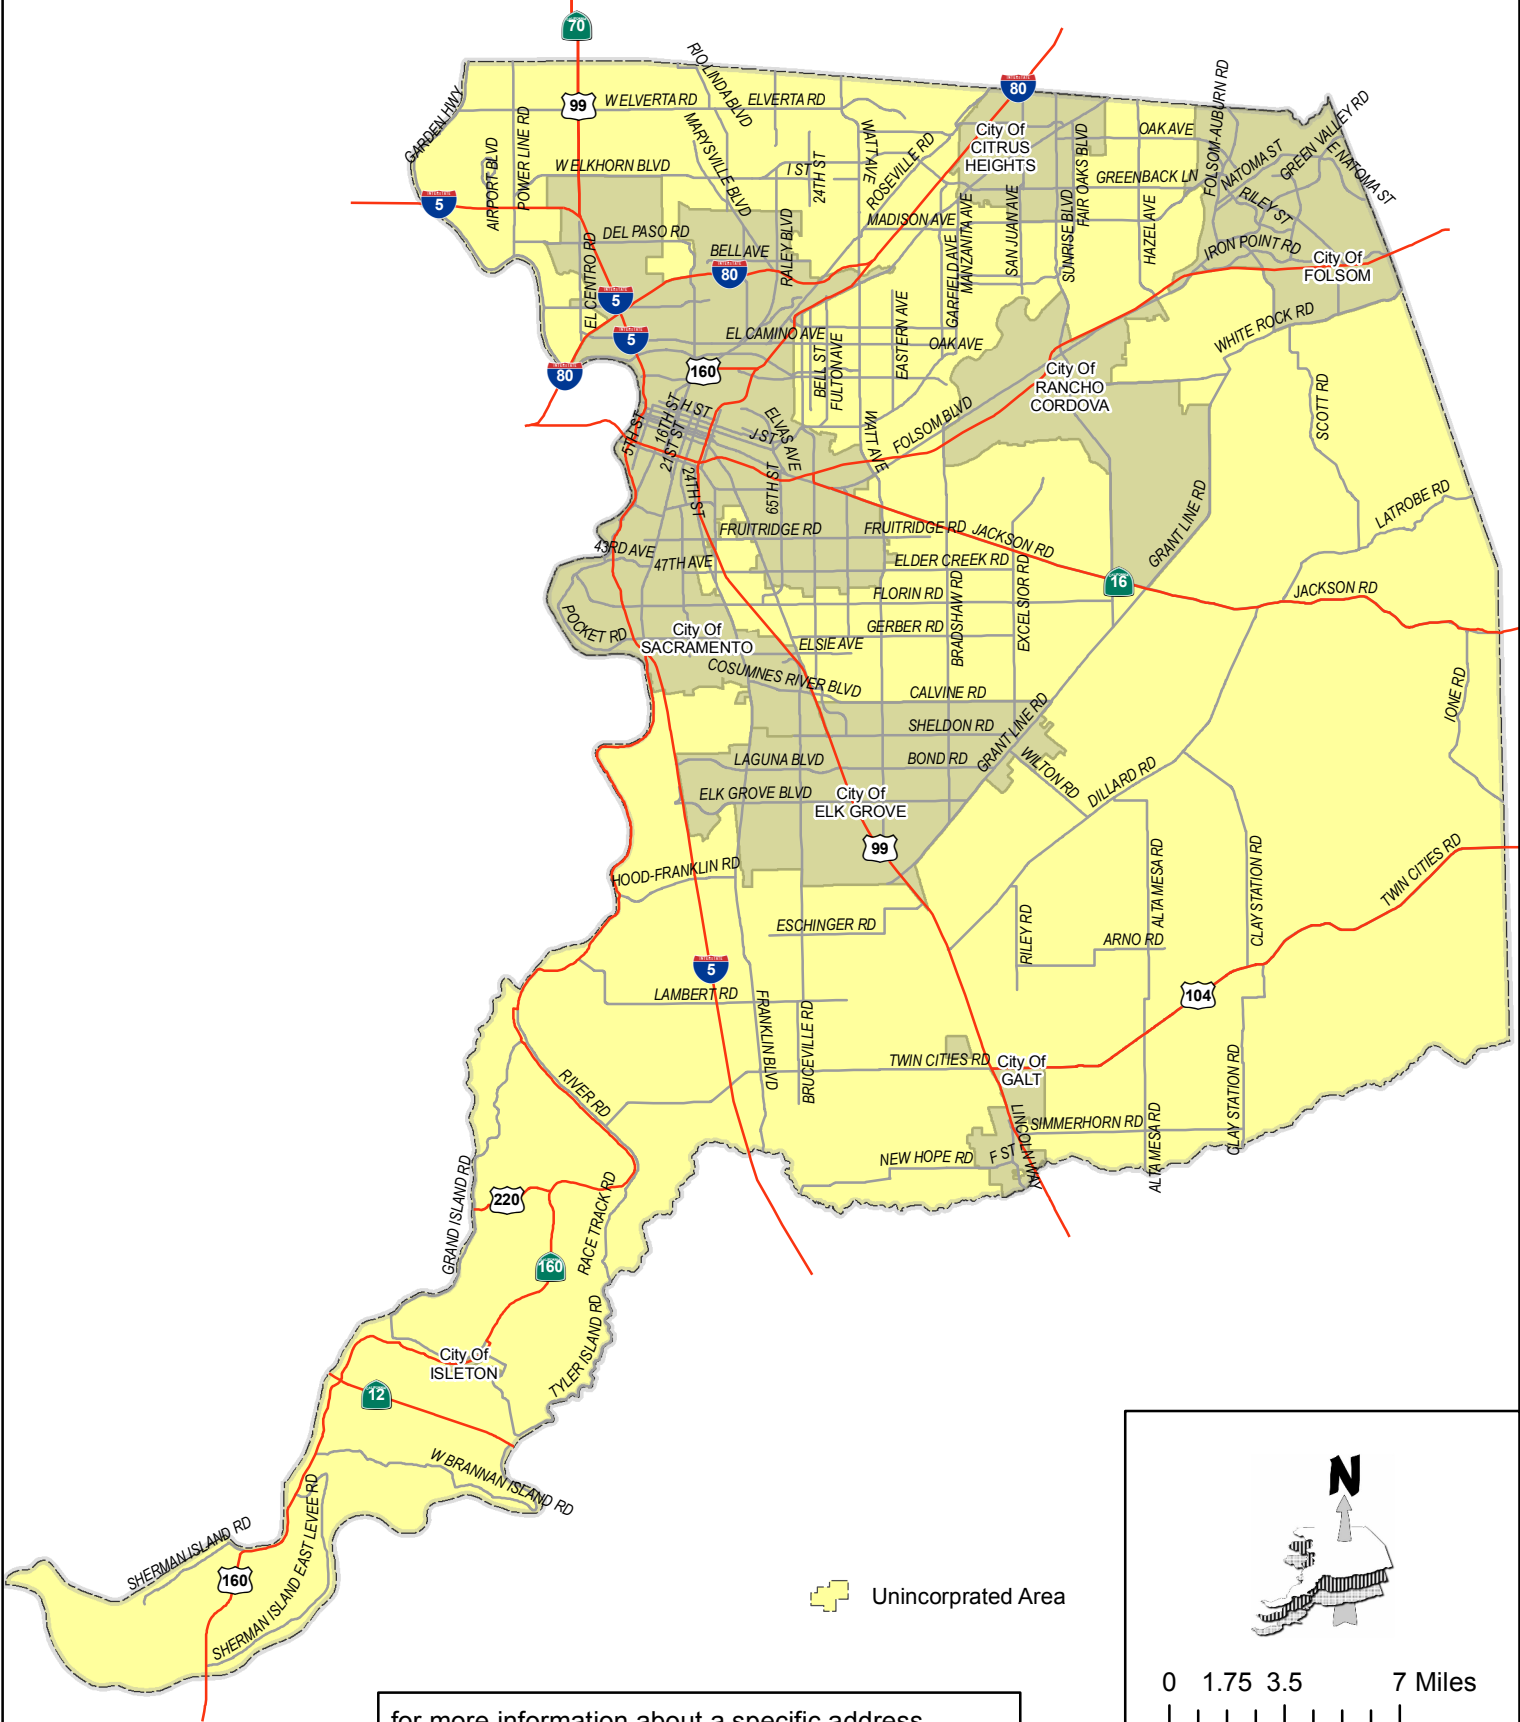 70
99
W ELVERTA RD
ELVERTA RD
RIO LINDA BLVD
80
GARDEN HWY
AIRPORT BLVD
POWER LINE RD
MARYSVILLE BLVD
WATT AVE
ROSEVILLE RD
City Of
CITRUS
HEIGHTS
FAIR OAKS BLVD
OAK AVE
FOLSOM-AUBURN RD
NATOMA ST
GREEN VALLEY RD
E NATOMA ST
W ELKHORN BLVD
I ST
24TH ST
GREENBACK LN
RILEY ST
5
MADISON AVE
SAN JUAN AVE
SUNRISE BLVD
HAZEL AVE
IRON POINT RD
City Of
FOLSOM
DEL PASO RD
BELL AVE
RALEY BLVD
GARFIELD AVE
MANZANITA AVE
EL CENTRO RD
80
5
5
EL CAMINO AVE
OAK AVE
EASTERN AVE
WHITE ROCK RD
80
160
BELL ST
FULTON AVE
City Of
RANCHO
CORDOVA
SCOTT RD
H ST
16TH ST
5TH ST
21ST ST
J ST
ELVAS AVE
WATT AVE
FOLSOM BLVD
24TH ST
65TH ST
GRANT LINE RD
LATROBE RD
FRUITRIDGE RD
FRUITRIDGE RD
JACKSON RD
43RD AVE
47TH AVE
ELDER CREEK RD
16
FLORIN RD
BRADSHAW RD
EXCELSIOR RD
JACKSON RD
POCKET RD
City Of
SACRAMENTO
GERBER RD
ELSIE AVE
COSUMNES RIVER BLVD
CALVINE RD
IONE RD
SHELDON RD
GRANT LINE RD
LAGUNA BLVD
BOND RD
WILTON RD
DILLARD RD
ELK GROVE BLVD
City Of
ELK GROVE
99
HOOD-FRANKLIN RD
ALTA MESA RD
CLAY STATION RD
TWIN CITIES RD
ESCHINGER RD
RILEY RD
ARNO RD
5
LAMBERT RD
104
FRANKLIN BLVD
BRUCEVILLE RD
TWIN CITIES RD
City Of
GALT
RIVER RD
LINCOLN WAY
SIMMERHORN RD
ALTA MESA RD
CLAY STATION RD
NEW HOPE RD
F ST
GRAND ISLAND RD
220
RACE TRACK RD
160
TYLER ISLAND RD
City Of
ISLETON
12
W BRANNAN ISLAND RD
SHERMAN ISLAND RD
SHERMAN ISLAND EAST LEVEE RD
160
Unincorprated Area
N
0 1.75 3.5 7 Miles
for more information about a specific address